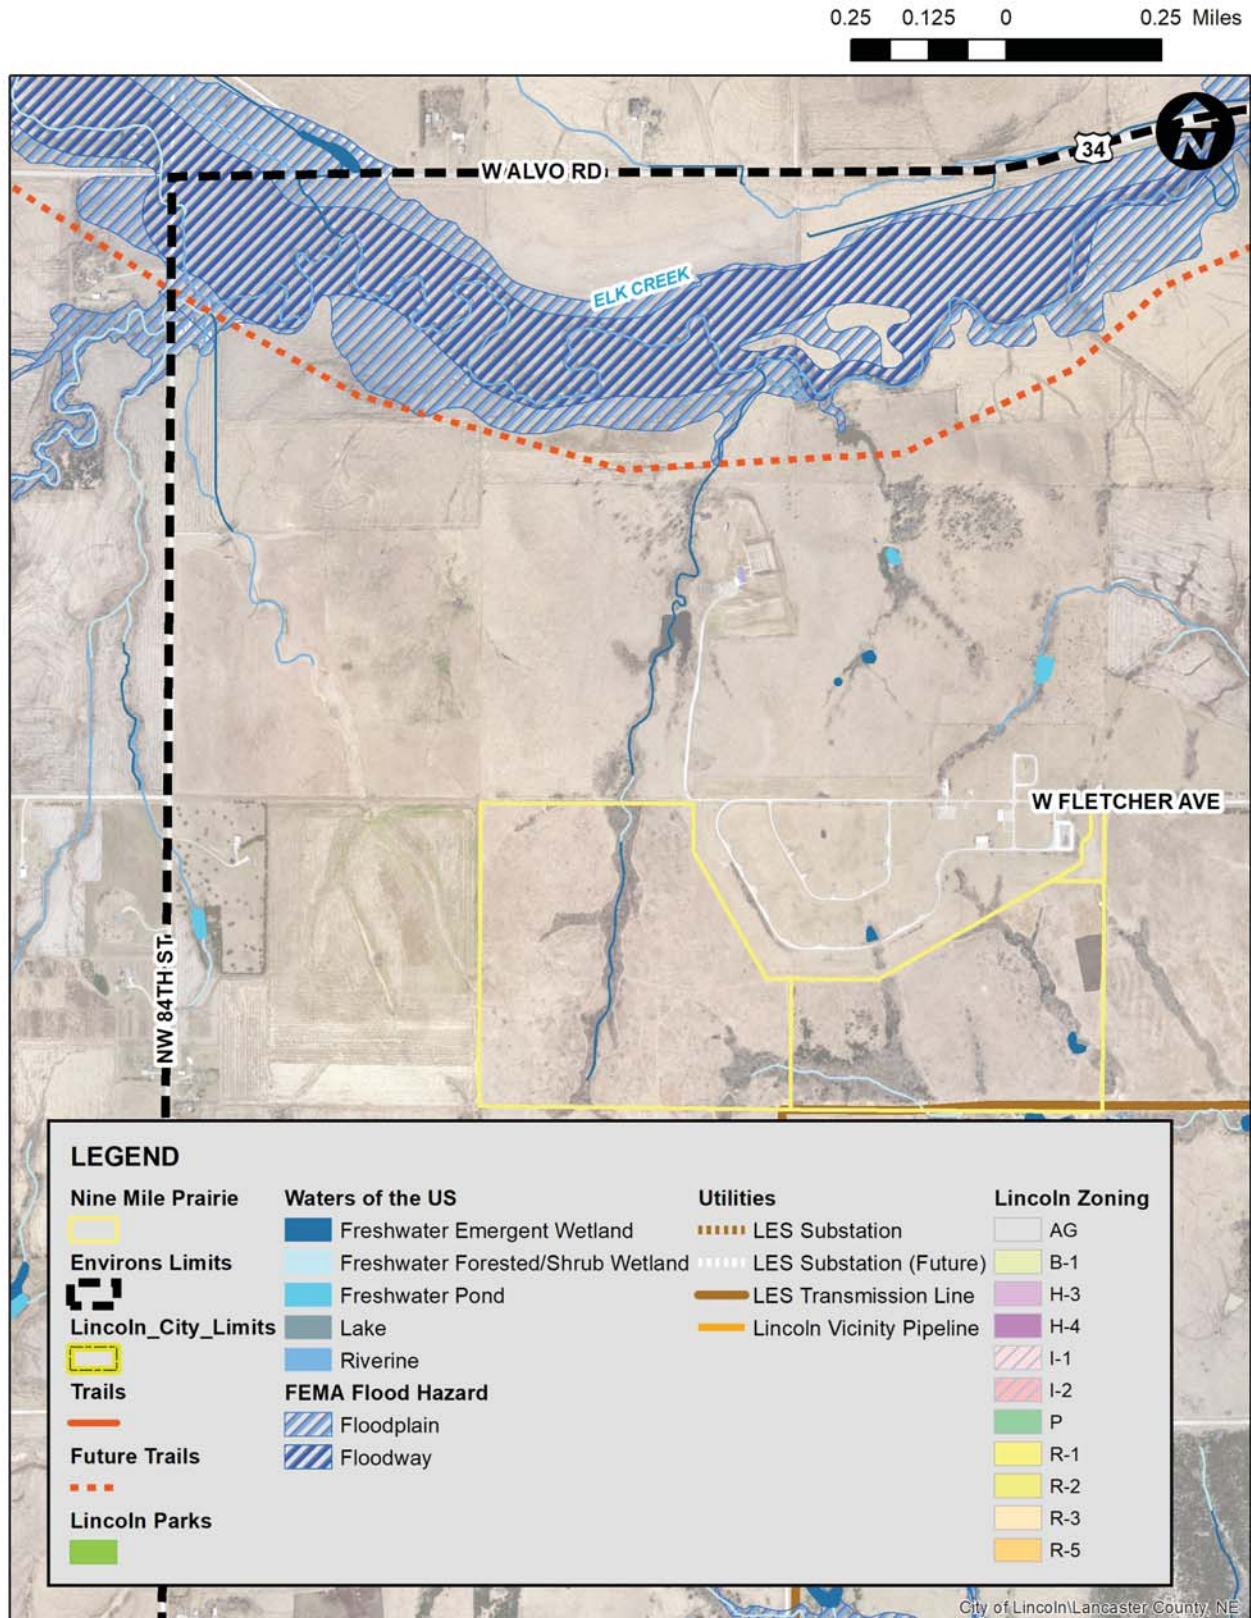 0.25 0.125 0 0.25 Miles
N
34
W ALVO RD
ELK CREEK
W FLETCHER AVE
NW 84TH ST
LEGEND
Nine Mile Prairie
Environs Limits
Lincoln_City_Limits
Trails
Future Trails
Lincoln Parks
Waters of the US
Freshwater Emergent Wetland
Freshwater Forested/Shrub Wetland
Freshwater Pond
Lake
Riverine
FEMA Flood Hazard
Floodplain
Floodway
Utilities
LES Substation
LES Substation (Future)
LES Transmission Line
Lincoln Vicinity Pipeline
Lincoln Zoning
AG
B-1
H-3
H-4
I-1
I-2
P
R-1
R-2
R-3
R-5
City of Lincoln\Lancaster County, NE